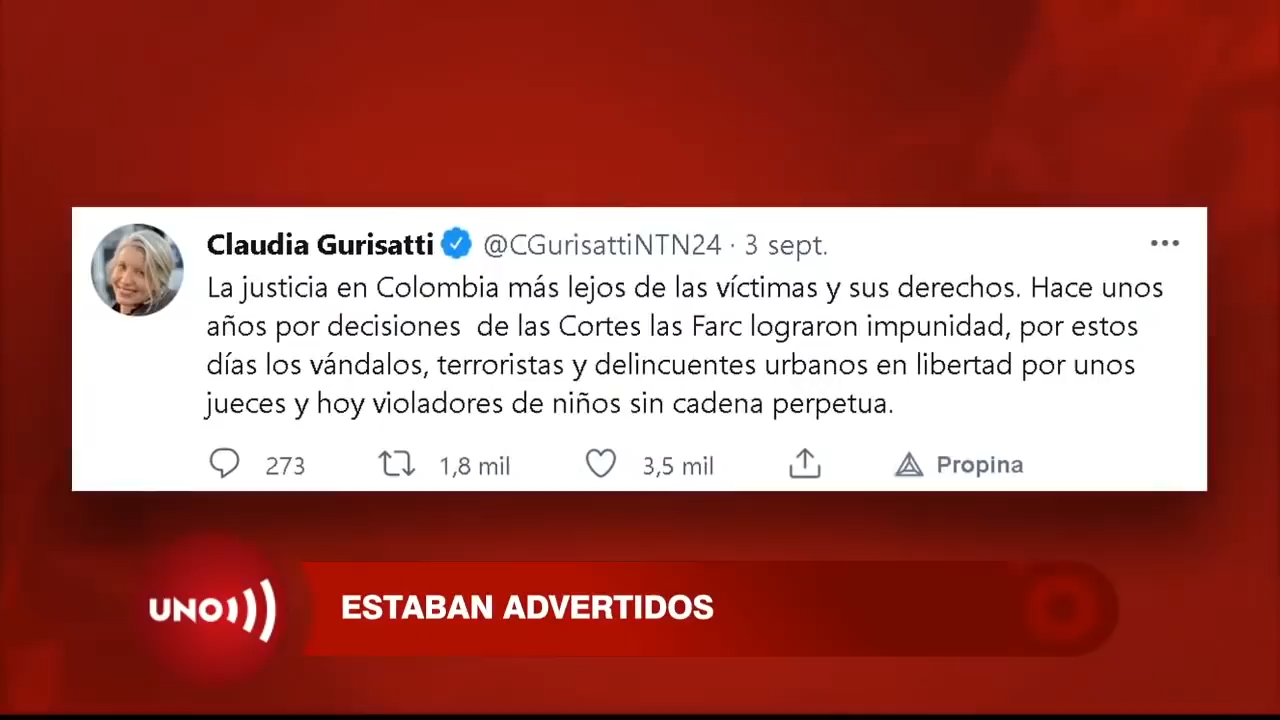 Claudia Gurisatti @CGurisattiNTN24 · 3 sept.
La justicia en Colombia más lejos de las víctimas y sus derechos. Hace unos
años por decisiones de las Cortes las Farc lograron impunidad, por estos
días los vándalos, terroristas y delincuentes urbanos en libertad por unos
jueces y hoy violadores de niños sin cadena perpetua.
273 1,8 mil 3,5 mil Propina
UNO
ESTABAN ADVERTIDOS